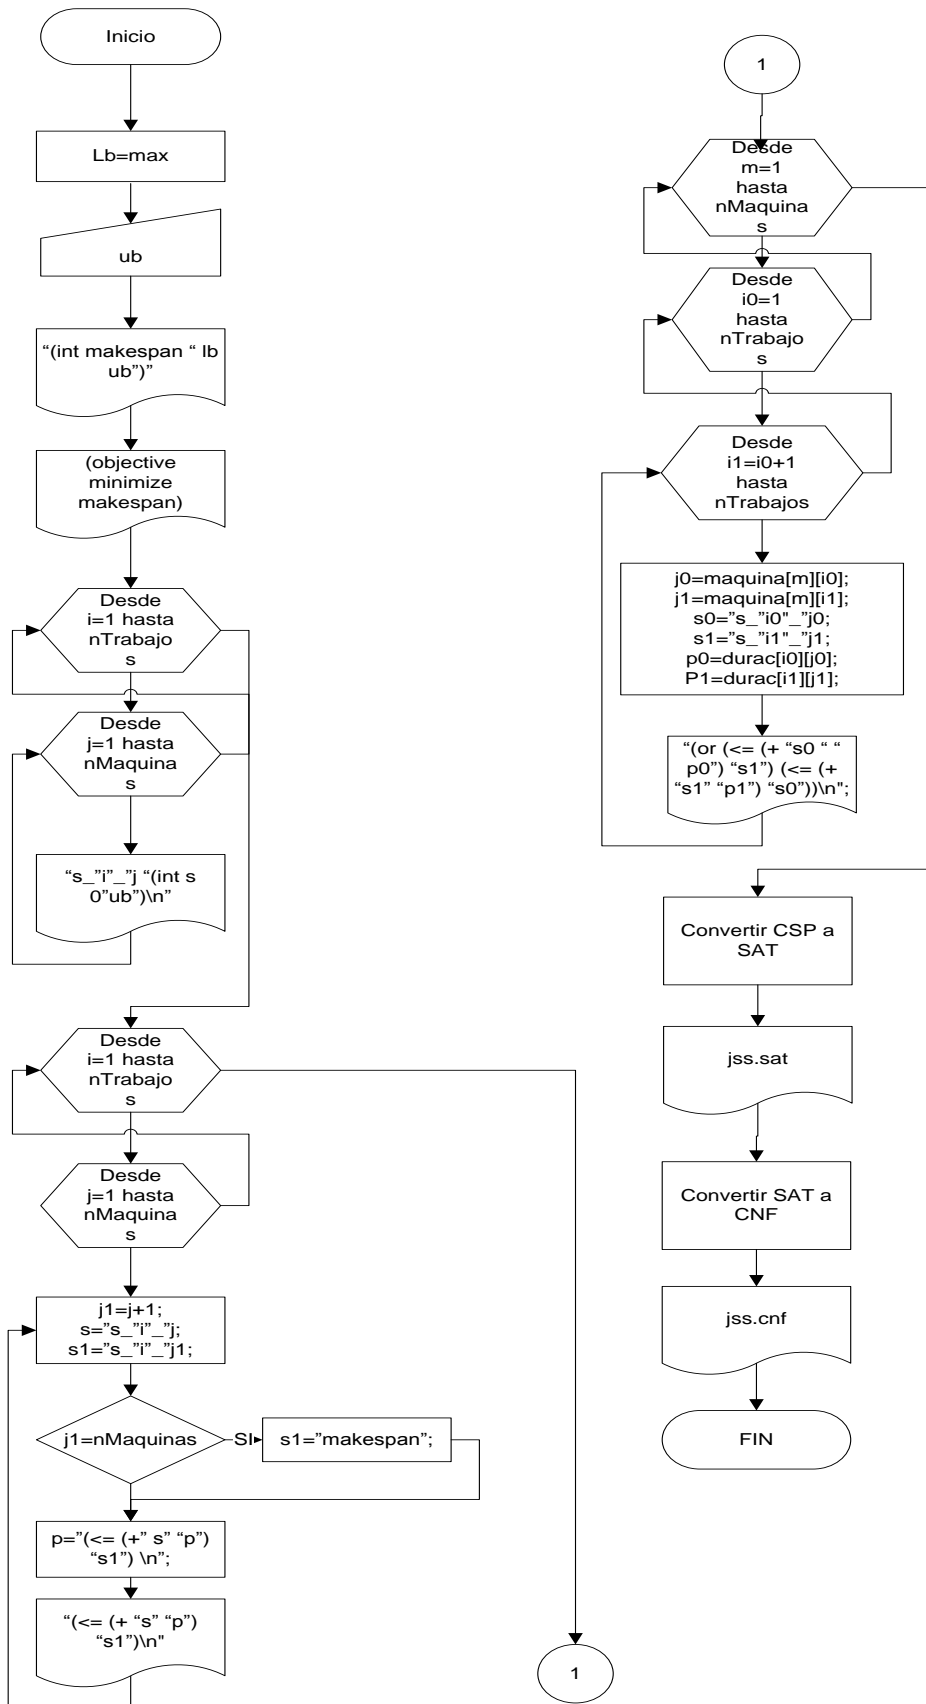 Inicio
Lb=max
ub
“(int makespan “ lb
ub”)”
(objective
minimize
makespan)
Desde
i=1 hasta
nTrabajo
s
Desde
j=1 hasta
nMaquina
s
“s_”i”_”j “(int s
0”ub”)\n”
Desde
i=1 hasta
nTrabajo
s
Desde
j=1 hasta
nMaquina
s
j1=j+1;
s=”s_”i”_”j;
s1=”s_”i”_”j1;
j1=nMaquinas
SI
s1=”makespan”;
p=”(<= (+” s” “p”)
“s1”) \n”;
“(<= (+ “s” “p”)
“s1”)\n"
1
1
Desde
m=1
hasta
nMaquina
s
Desde
i0=1
hasta
nTrabajo
s
Desde
i1=i0+1
hasta
nTrabajos
j0=maquina[m][i0];
j1=maquina[m][i1];
s0=”s_”i0"_”j0;
s1=”s_”i1"_”j1;
p0=durac[i0][j0];
P1=durac[i1][j1];
“(or (<= (+ “s0 “ “
p0”) “s1”) (<= (+
“s1” “p1”) “s0”))\n";
Convertir CSP a
SAT
jss.sat
Convertir SAT a
CNF
jss.cnf
FIN